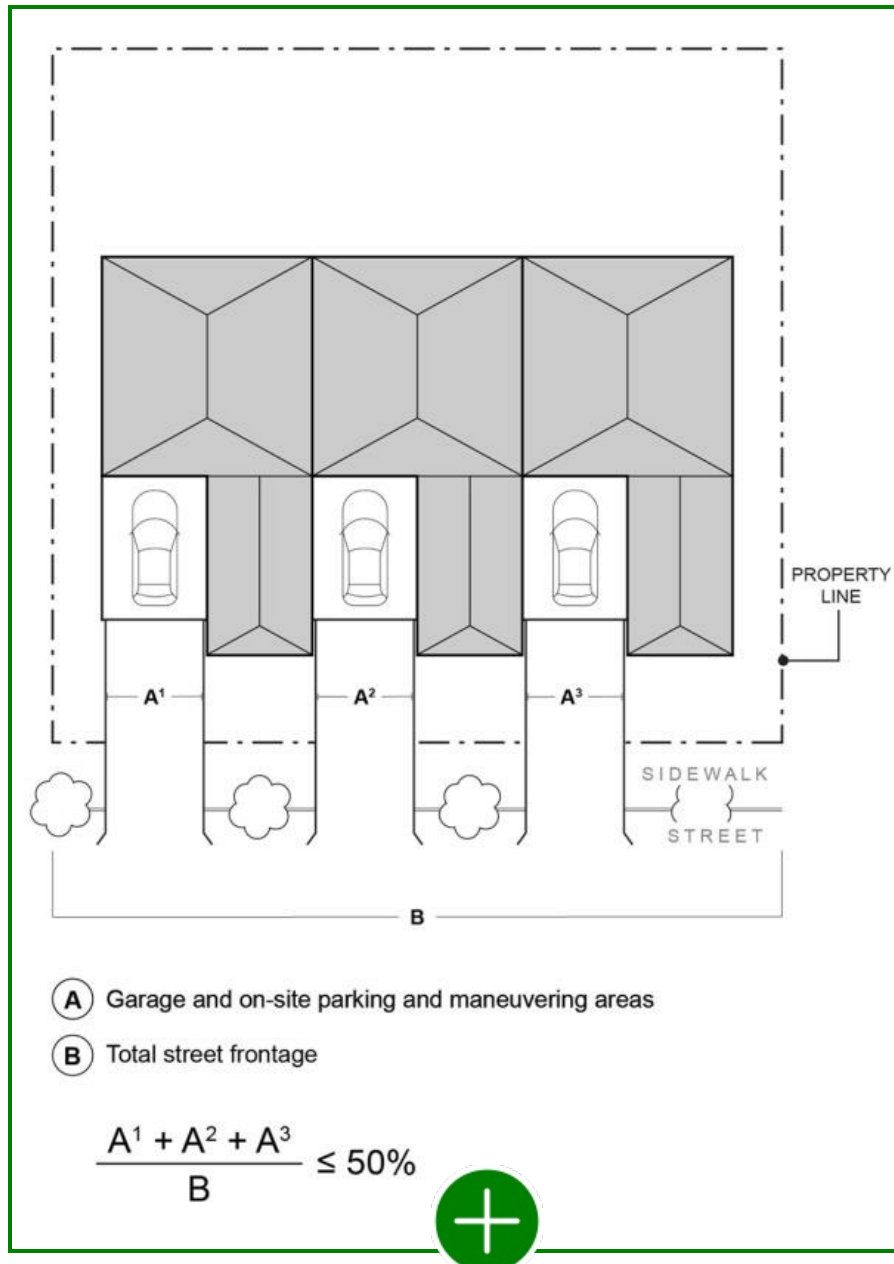 PROPERTY
LINE
A¹
A²
A³
SIDEWALK
STREET
B
A Garage and on-site parking and maneuvering areas
B Total street frontage
A¹ + A² + A³
B
≤ 50%